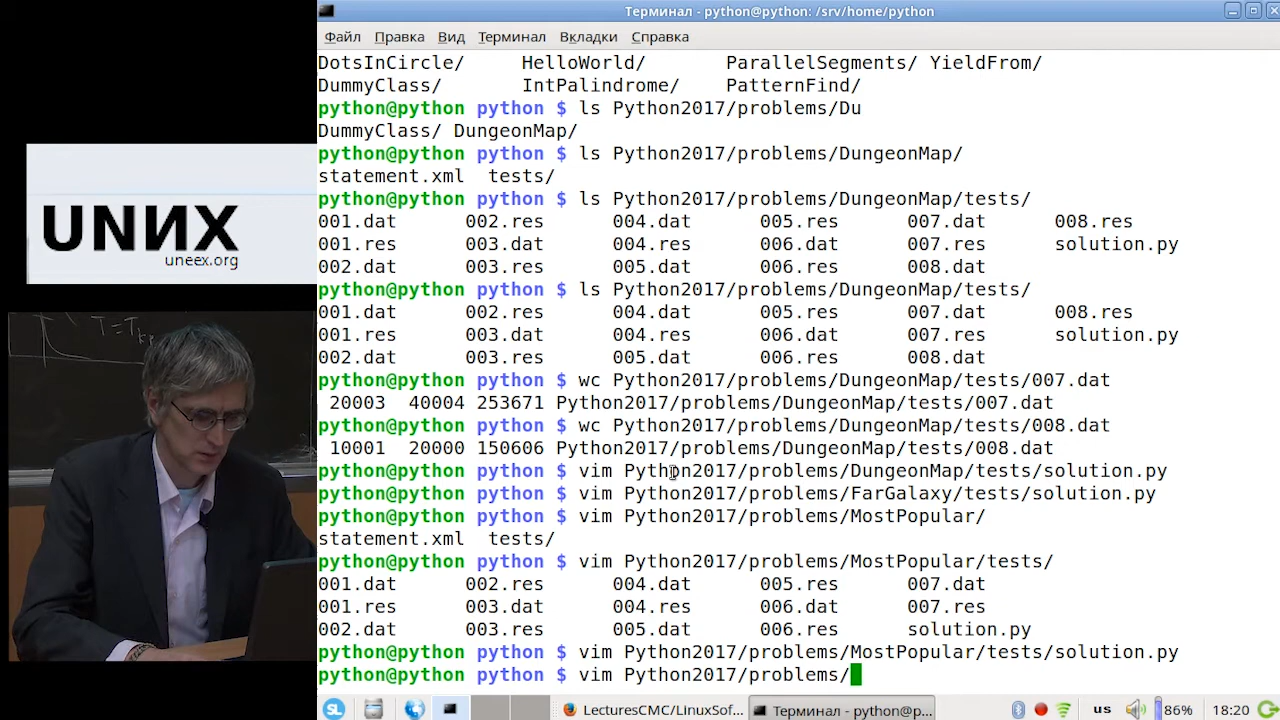 Терминал - python@python: /srv/home/python
Файл Правка Вид Терминал Вкладки Справка
DotsInCircle/ HelloWorld/ ParallelSegments/ YieldFrom/
DummyClass/ IntPalindrome/ PatternFind/
python@python python $ ls Python2017/problems/Du
DummyClass/ DungeonMap/
python@python python $ ls Python2017/problems/DungeonMap/
statement.xml tests/
python@python python $ ls Python2017/problems/DungeonMap/tests/
001.dat 002.res 004.dat 005.res 007.dat 008.res
001.res 003.dat 004.res 006.dat 007.res solution.py
002.dat 003.res 005.dat 006.res 008.dat
python@python python $ ls Python2017/problems/DungeonMap/tests/
001.dat 002.res 004.dat 005.res 007.dat 008.res
001.res 003.dat 004.res 006.dat 007.res solution.py
002.dat 003.res 005.dat 006.res 008.dat
python@python python $ wc Python2017/problems/DungeonMap/tests/007.dat
20003 40004 253671 Python2017/problems/DungeonMap/tests/007.dat
python@python python $ wc Python2017/problems/DungeonMap/tests/008.dat
10001 20000 150606 Python2017/problems/DungeonMap/tests/008.dat
python@python python $ vim Python2017/problems/DungeonMap/tests/solution.py
python@python python $ vim Python2017/problems/FarGalaxy/tests/solution.py
python@python python $ vim Python2017/problems/MostPopular/
statement.xml tests/
python@python python $ vim Python2017/problems/MostPopular/tests/
001.dat 002.res 004.dat 005.res 007.dat
001.res 003.dat 004.res 006.dat 007.res
002.dat 003.res 005.dat 006.res solution.py
python@python python $ vim Python2017/problems/MostPopular/tests/solution.py
python@python python $ vim Python2017/problems/
LecturesCMC/LinuxSof... Терминал - python@p... us 86% 18:20
UNИX
uneex.org